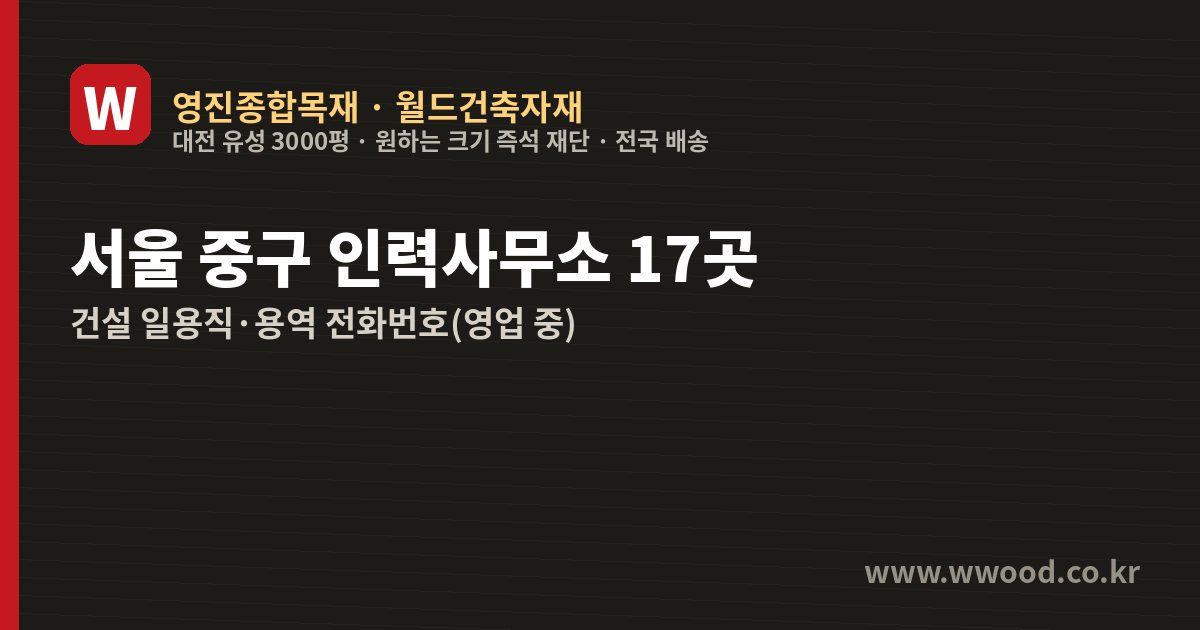 W
영진종합목재 · 월드건축자재
대전 유성 3000평 · 원하는 크기 즉석 재단 · 전국 배송
서울 중구 인력사무소 17곳
건설 일용직·용역 전화번호(영업 중)
www.wwood.co.kr